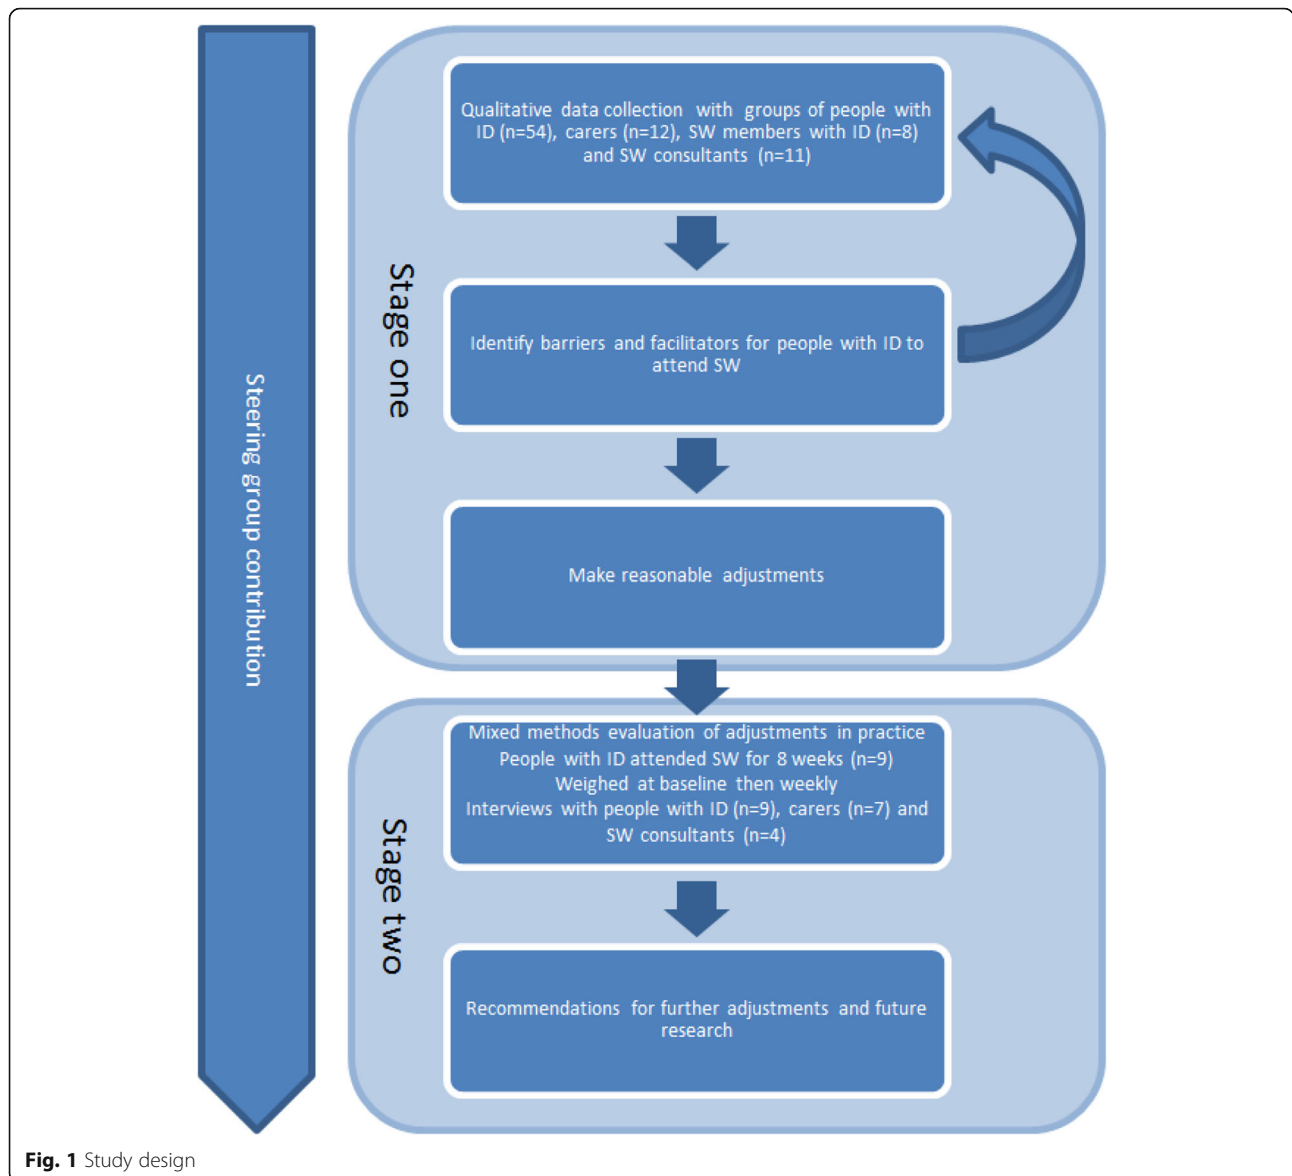 Steering group contribution
Stage one
Qualitative data collection with groups of people with
ID (n=54), carers (n=12), SW members with ID (n=8)
and SW consultants (n=11)
Identify barriers and facilitators for people with ID to
attend SW
Make reasonable adjustments
Stage two
Mixed methods evaluation of adjustments in practice
People with ID attended SW for 8 weeks (n=9)
Weighed at baseline then weekly
Interviews with people with ID (n=9), carers (n=7) and
SW consultants (n=4)
Recommendations for further adjustments and future
research
Fig. 1 Study design